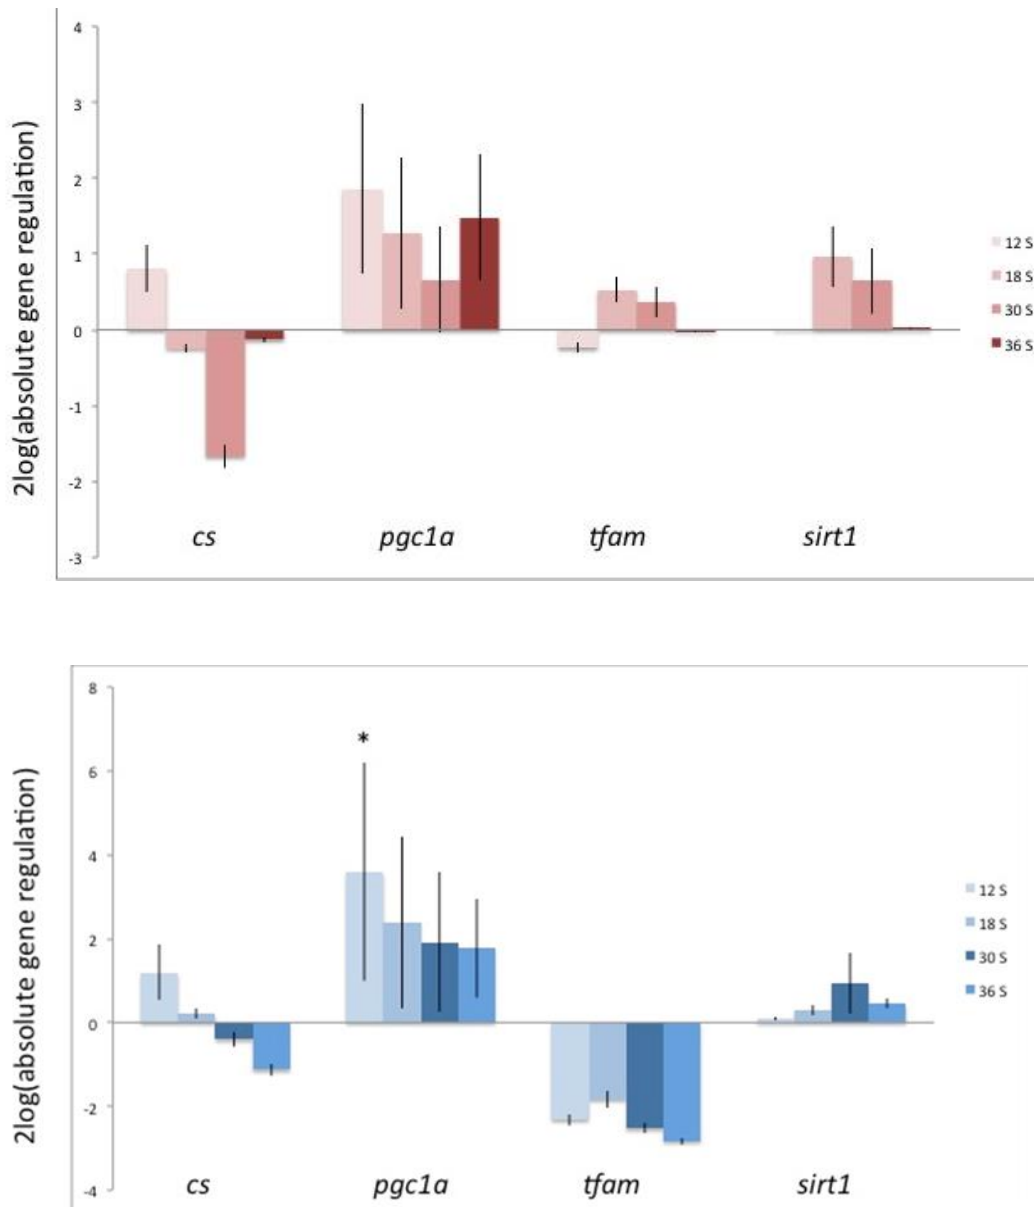 4
3
2
1
0
-1
-2
-3
2log(absolute gene regulation)
cs pgc1a tfam sirt1
12 S
18 S
30 S
36 S
8
6
4
2
0
-2
-4
2log(absolute gene regulation)
*
cs pgc1a tfam sirt1
12 S
18 S
30 S
36 S